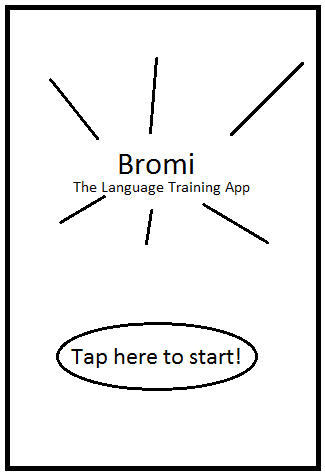 Bromi
The Language Training App
Tap here to start!